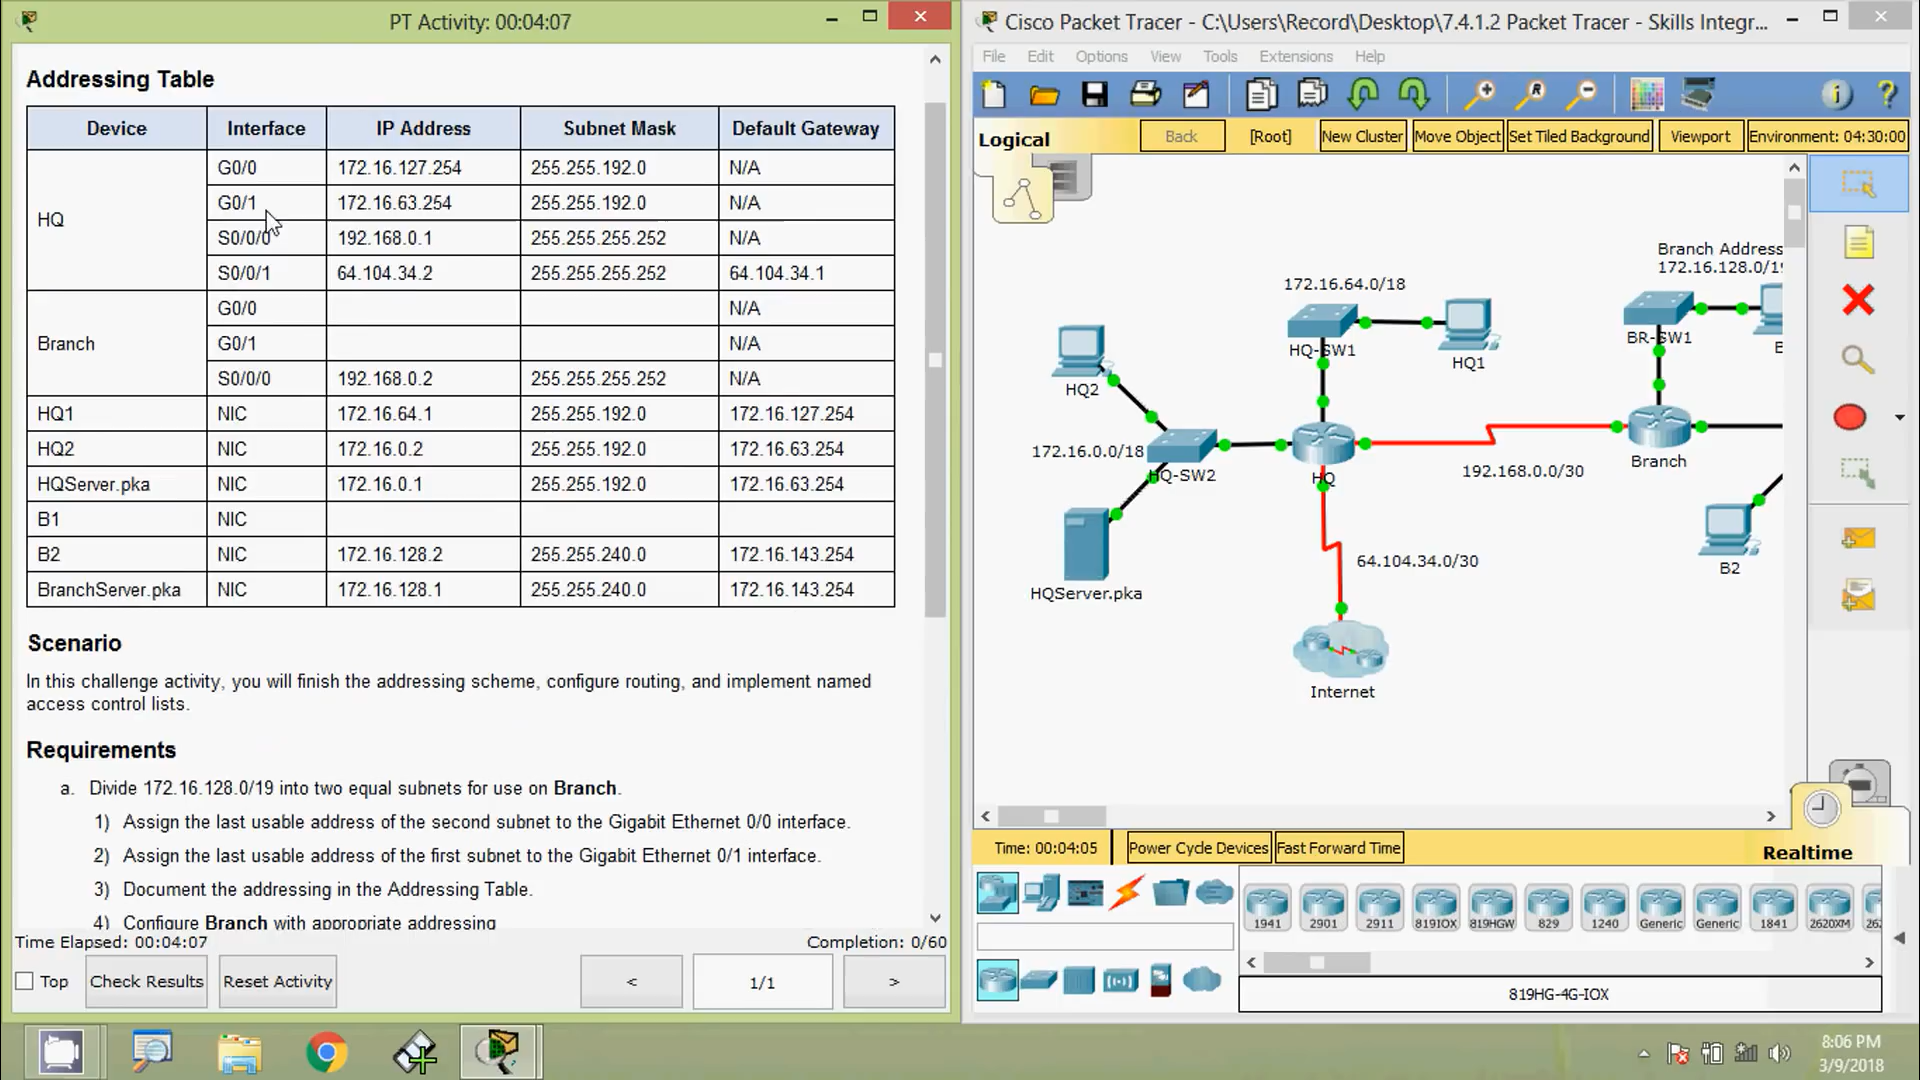 PT Activity: 00:04:07
Addressing Table
Device Interface IP Address Subnet Mask Default Gateway
HQ
G0/0 172.16.127.254 255.255.192.0 N/A
G0/1 172.16.63.254 255.255.192.0 N/A
S0/0/0 192.168.0.1 255.255.255.252 N/A
S0/0/1 64.104.34.2 255.255.255.252 64.104.34.1
Branch
G0/0 N/A
G0/1 N/A
S0/0/0 192.168.0.2 255.255.255.252 N/A
HQ1 NIC 172.16.64.1 255.255.192.0 172.16.127.254
HQ2 NIC 172.16.0.2 255.255.192.0 172.16.63.254
HQServer.pka NIC 172.16.0.1 255.255.192.0 172.16.63.254
B1 NIC
B2 NIC 172.16.128.2 255.255.240.0 172.16.143.254
BranchServer.pka NIC 172.16.128.1 255.255.240.0 172.16.143.254
Scenario
In this challenge activity, you will finish the addressing scheme, configure routing, and implement named
access control lists.
Requirements
a. Divide 172.16.128.0/19 into two equal subnets for use on Branch.
1) Assign the last usable address of the second subnet to the Gigabit Ethernet 0/0 interface.
2) Assign the last usable address of the first subnet to the Gigabit Ethernet 0/1 interface.
3) Document the addressing in the Addressing Table.
4) Configure Branch with appropriate addressing
Time Elapsed: 00:04:07 Completion: 0/60
Top Check Results Reset Activity < 1/1 >
Cisco Packet Tracer - C:\Users\Record\Desktop\7.4.1.2 Packet Tracer - Skills Integr...
File Edit Options View Tools Extensions Help
Logical Back [Root] New Cluster Move Object Set Tiled Background Viewport Environment: 04:30:00
Branch Address
172.16.128.0/19
172.16.64.0/18
HQ-SW1
HQ1
BR-SW1
HQ2
172.16.0.0/18
HQ-SW2
HQ
192.168.0.0/30
Branch
64.104.34.0/30
B2
HQServer.pka
Internet
Time: 00:04:05 Power Cycle Devices Fast Forward Time Realtime
1941 2901 2911 819IOX 819HGW 829 1240 Generic Generic 1841 2620XM
819HG-4G-IOX
8:06 PM
3/9/2018